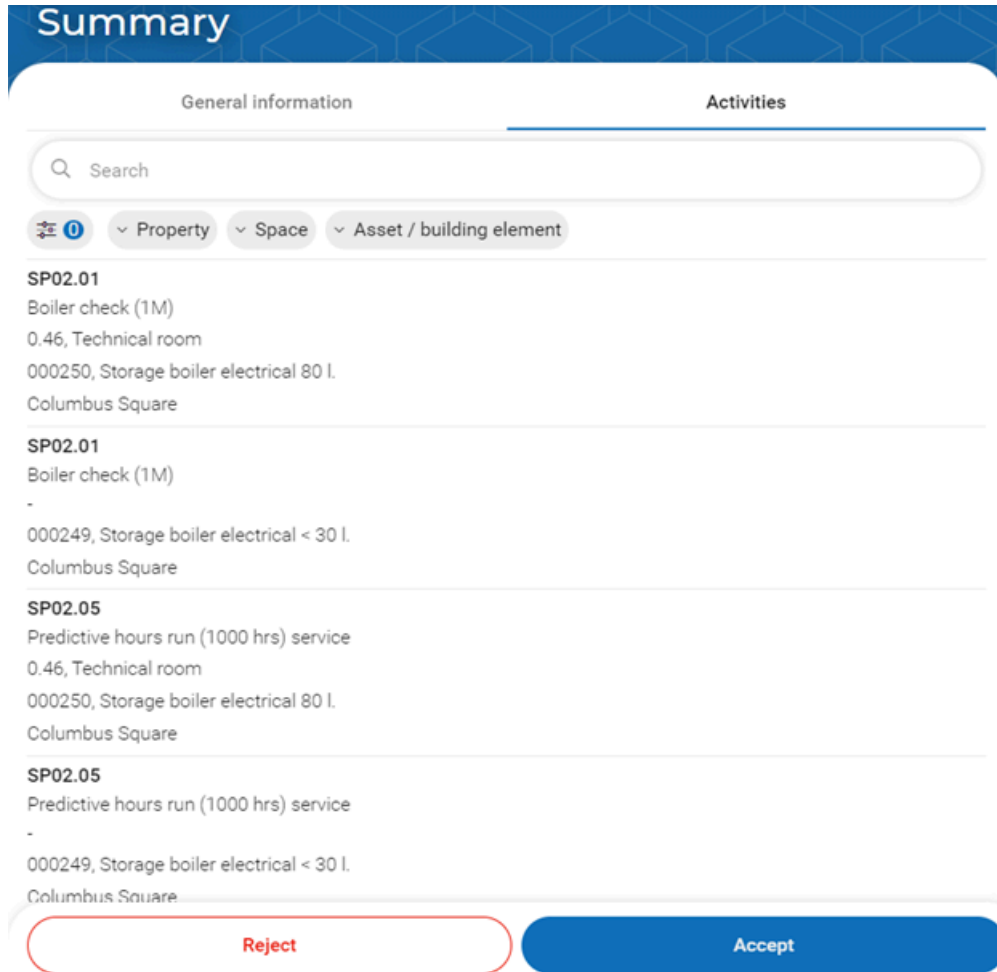 Summary
General information
Activities
Search
0
Property
Space
Asset / building element
SP02.01
Boiler check (1M)
0.46, Technical room
000250, Storage boiler electrical 80 l.
Columbus Square
SP02.01
Boiler check (1M)
-
000249, Storage boiler electrical < 30 l.
Columbus Square
SP02.05
Predictive hours run (1000 hrs) service
0.46, Technical room
000250, Storage boiler electrical 80 l.
Columbus Square
SP02.05
Predictive hours run (1000 hrs) service
-
000249, Storage boiler electrical < 30 l.
Columbus Square
Reject
Accept